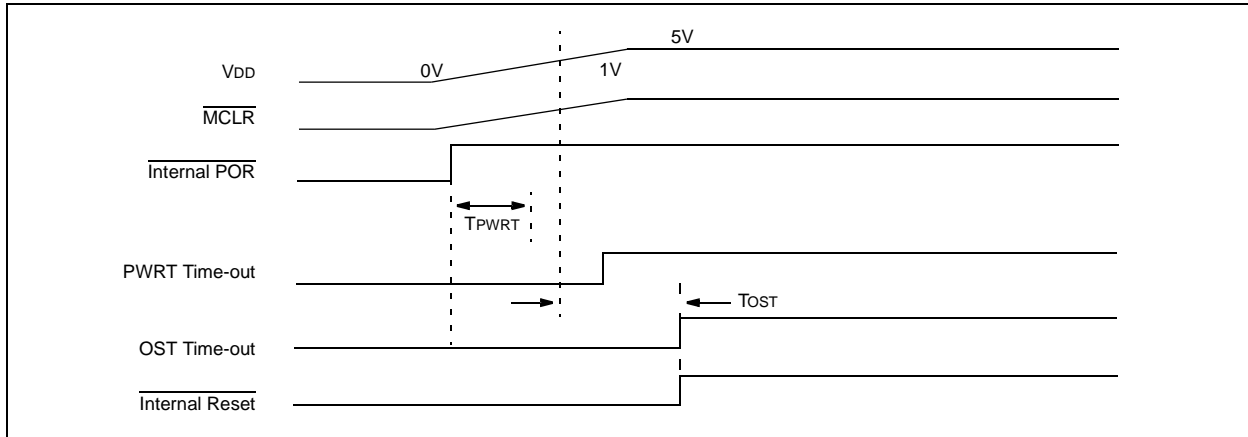 5V
VDD 0V 1V
MCLR
Internal POR
TPWRT
PWRT Time-out
TOST
OST Time-out
Internal Reset